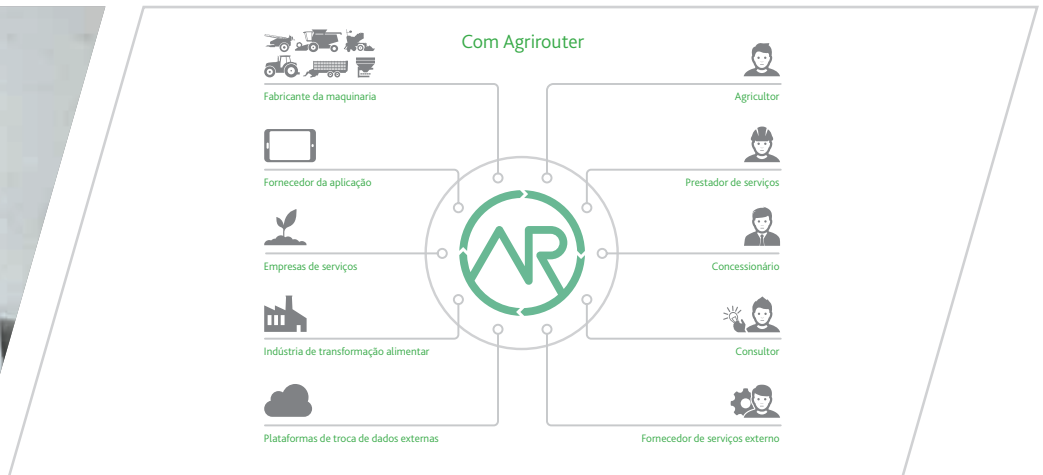 Com Agrirouter
Fabricante da maquinaria
Agricultor
Fornecedor da aplicação
Prestador de serviços
AR
Empresas de serviços
Concessionário
Indústria de transformação alimentar
Consultor
Plataformas de troca de dados externas
Fornecedor de serviços externo